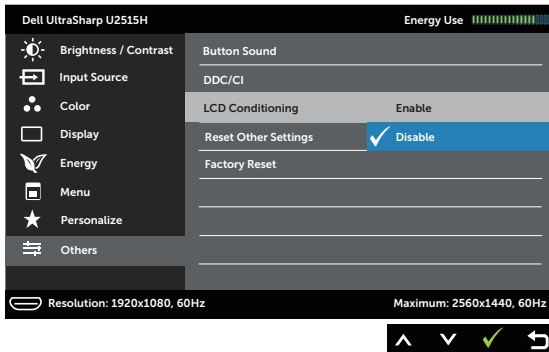 Dell UltraSharp U2515H Energy Use
Brightness / Contrast
Input Source
Color
Display
Energy
Menu
Personalize
Others
Button Sound
DDC/CI
LCD Conditioning Enable
Reset Other Settings Disable
Factory Reset
Resolution: 1920x1080, 60Hz Maximum: 2560x1440, 60Hz